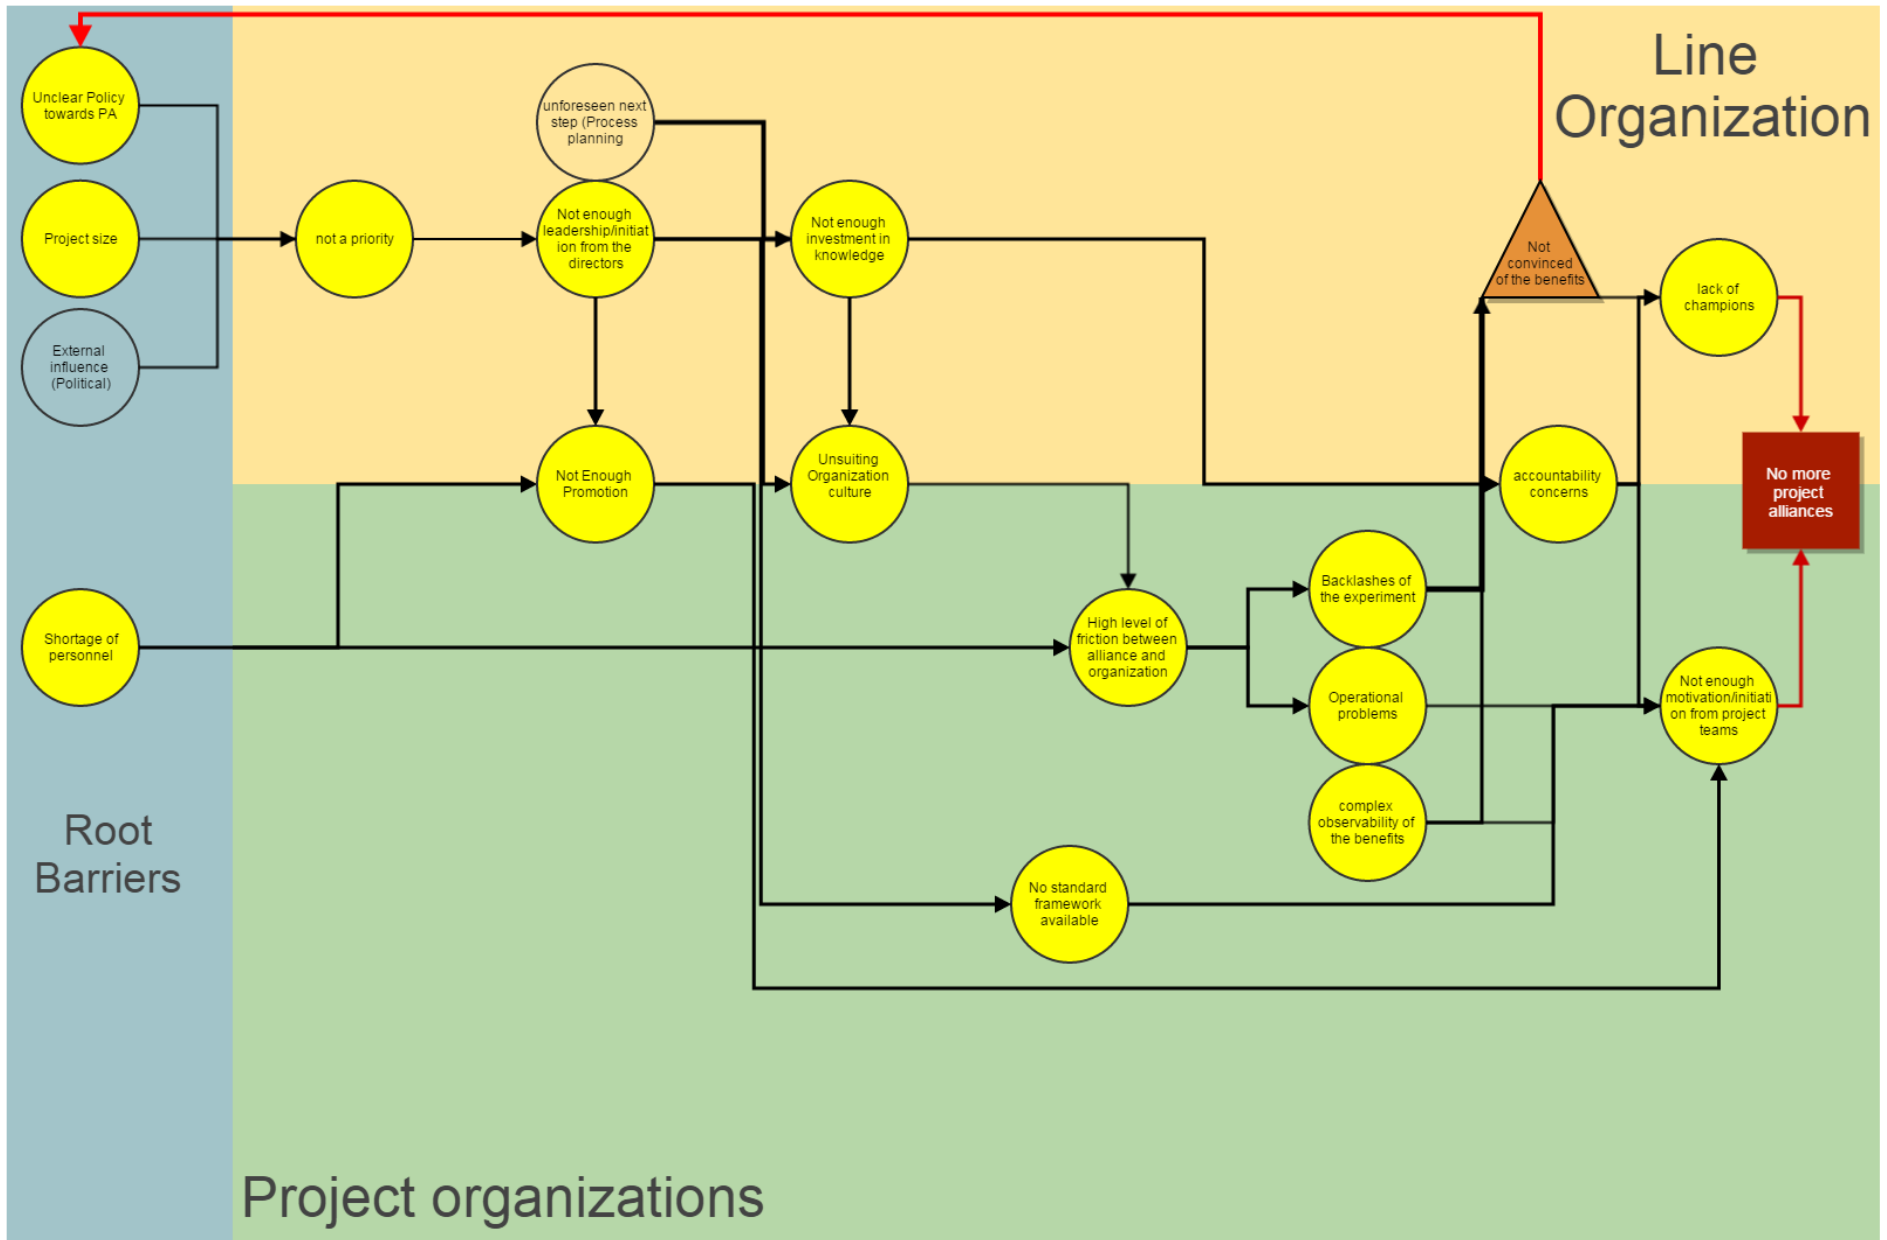 Line
Organization
Unclear Policy
towards PA
unforeseen next
step (Process
planning
Project size
not a priority
Not enough
leadership/initiat
ion from the
directors
Not enough
investment in
knowledge
Not
convinced
of the benefits
lack of
champions
External
influence
(Political)
Not Enough
Promotion
Unsuiting
Organization
culture
accountability
concerns
No more
project
alliances
Shortage of
personnel
High level of
friction between
alliance and
organization
Backlashes of
the experiment
Operational
problems
Not enough
motivation/initiati
on from project
teams
complex
observability of
the benefits
No standard
framework
available
Root
Barriers
Project organizations